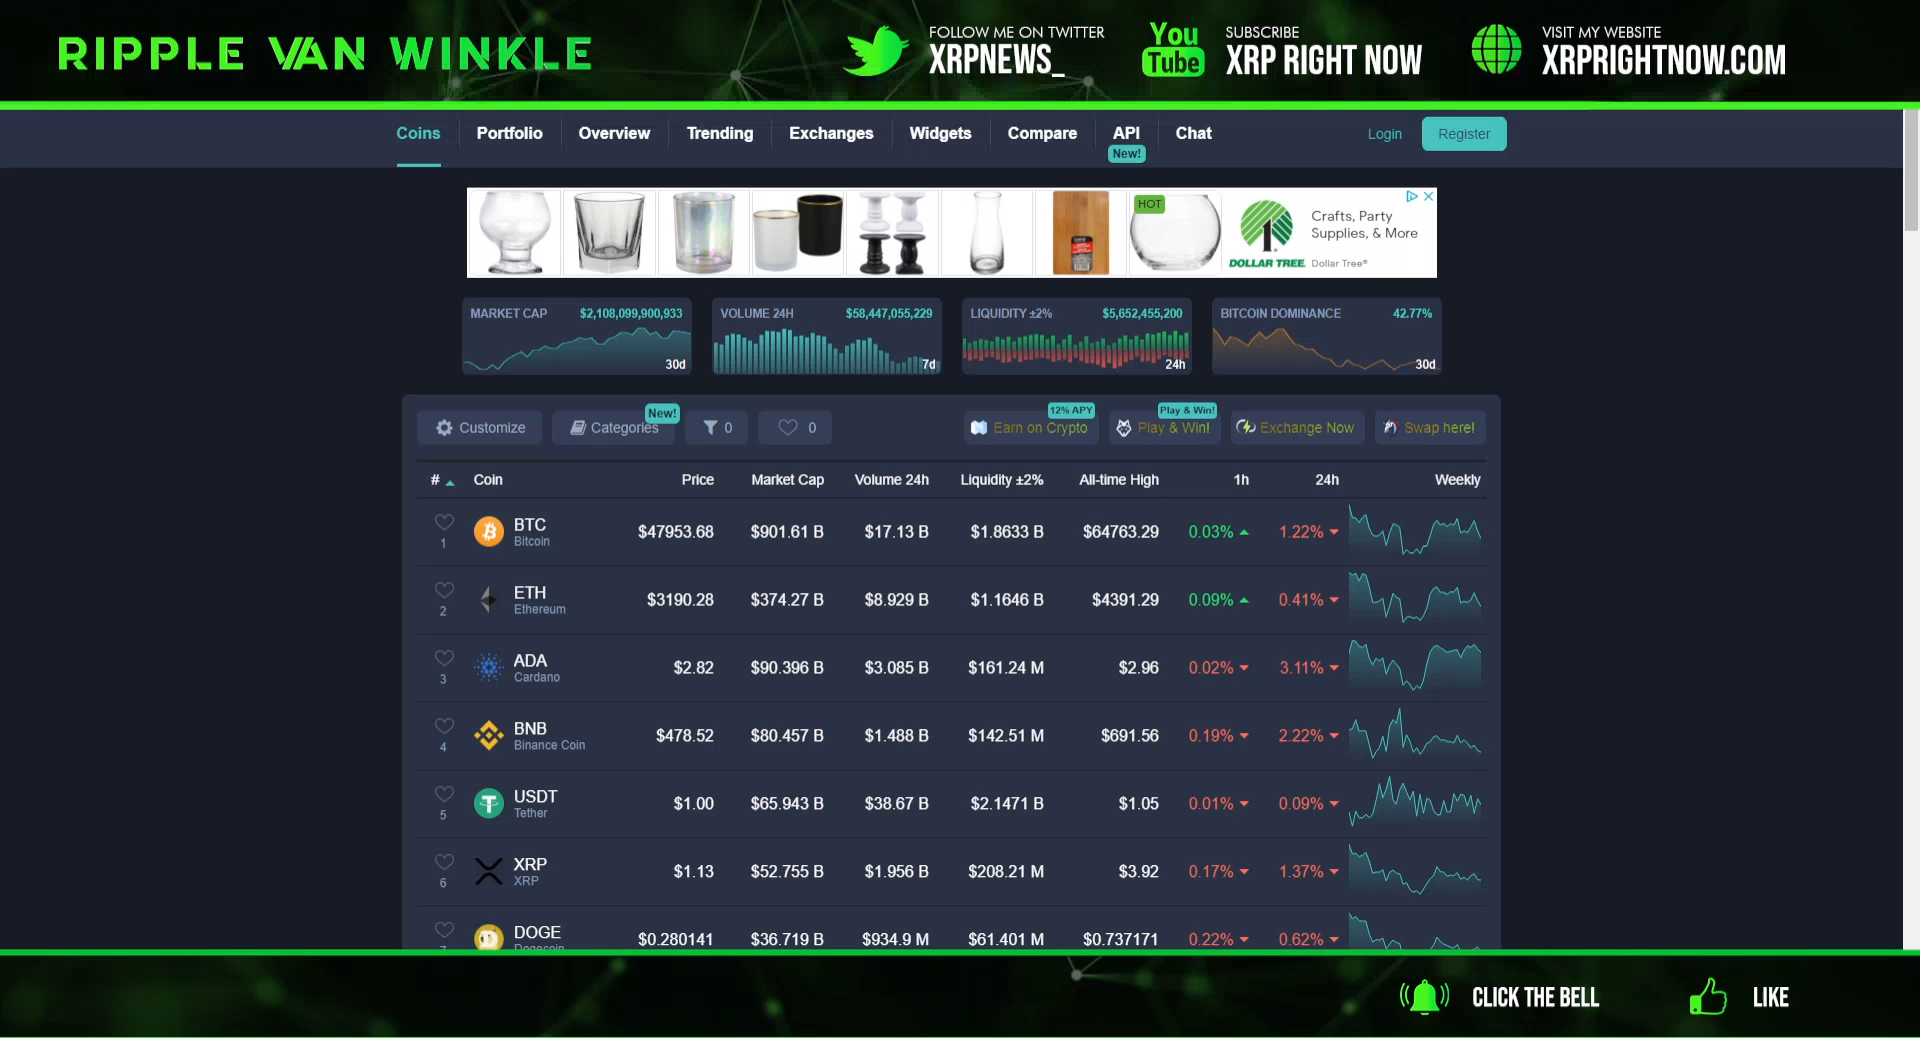 RIPPLE VAN WINKLE
FOLLOW ME ON TWITTER
XRPNEWS_
You
Tube
SUBSCRIBE
XRP RIGHT NOW
VISIT MY WEBSITE
XRPRIGHTNOW.COM
Coins Portfolio Overview Trending Exchanges Widgets Compare API Chat Login Register
New!
HOT
Crafts, Party
Supplies, & More
DOLLAR TREE Dollar Tree®
MARKET CAP $2,108,099,900,933
30d
VOLUME 24H $58,447,055,229
7d
LIQUIDITY ±2% $5,652,455,200
24h
BITCOIN DOMINANCE 42.77%
30d
Customize
Categories New!
0
0
12% APY
Earn on Crypto
Play & Win!
Play & Win!
Exchange Now
Swap here!
# Coin Price Market Cap Volume 24h Liquidity ±2% All-time High 1h 24h Weekly
1 BTC Bitcoin $47953.68 $901.61 B $17.13 B $1.8633 B $64763.29 0.03% 1.22%
2 ETH Ethereum $3190.28 $374.27 B $8.929 B $1.1646 B $4391.29 0.09% 0.41%
3 ADA Cardano $2.82 $90.396 B $3.085 B $161.24 M $2.96 0.02% 3.11%
4 BNB Binance Coin $478.52 $80.457 B $1.488 B $142.51 M $691.56 0.19% 2.22%
5 USDT Tether $1.00 $65.943 B $38.67 B $2.1471 B $1.05 0.01% 0.09%
6 XRP XRP $1.13 $52.755 B $1.956 B $208.21 M $3.92 0.17% 1.37%
DOGE Dogecoin $0.280141 $36.719 B $934.9 M $61.401 M $0.737171 0.22% 0.62%
CLICK THE BELL
LIKE